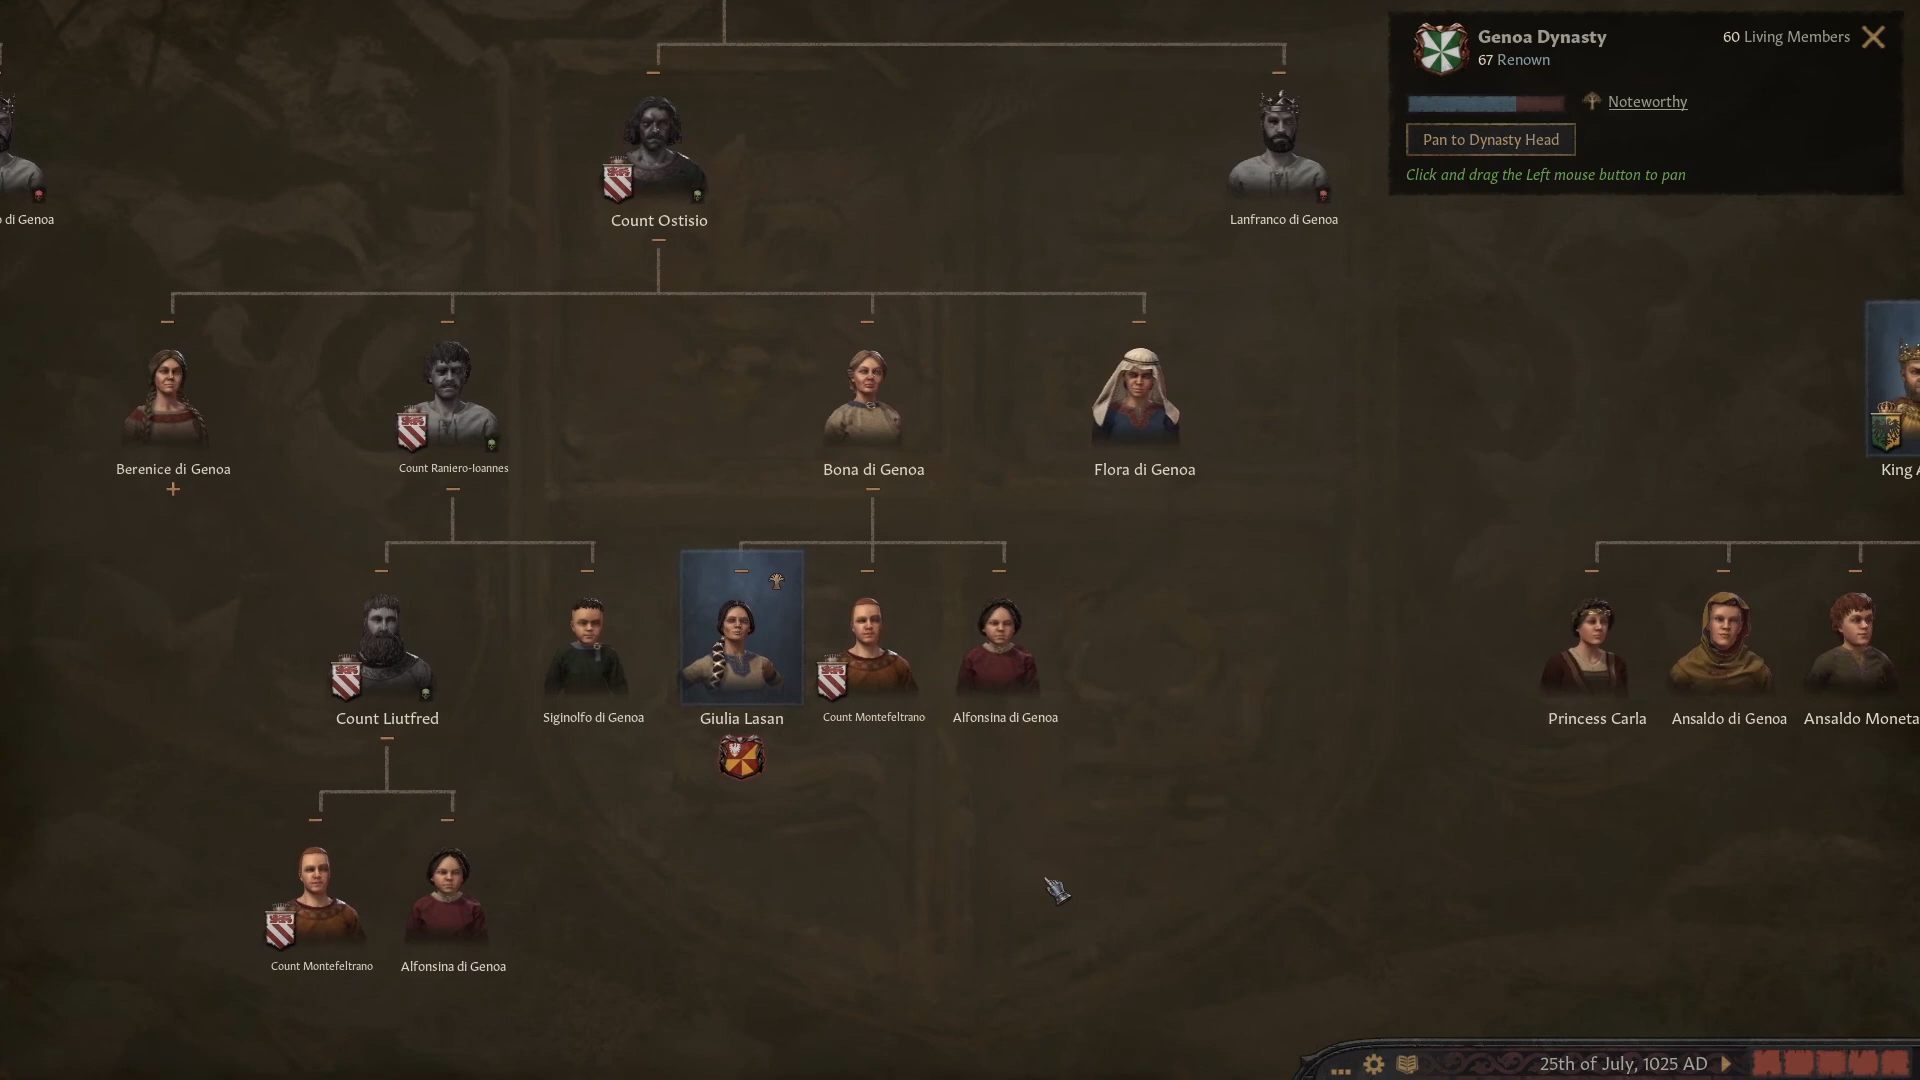 Genoa Dynasty
60 Living Members
67 Renown
Noteworthy
Pan to Dynasty Head
Click and drag the Left mouse button to pan
di Genoa
Count Ostisio
Lanfranco di Genoa
Berenice di Genoa
Count Raniero-Ioannes
Bona di Genoa
Flora di Genoa
King
Count Liutfred
Siginolfo di Genoa
Giulia Lasan
Count Montefeltrano
Alfonsina di Genoa
Princess Carla
Ansaldo di Genoa
Ansaldo Moneta
Count Montefeltrano
Alfonsina di Genoa
... 25th of July, 1025 AD